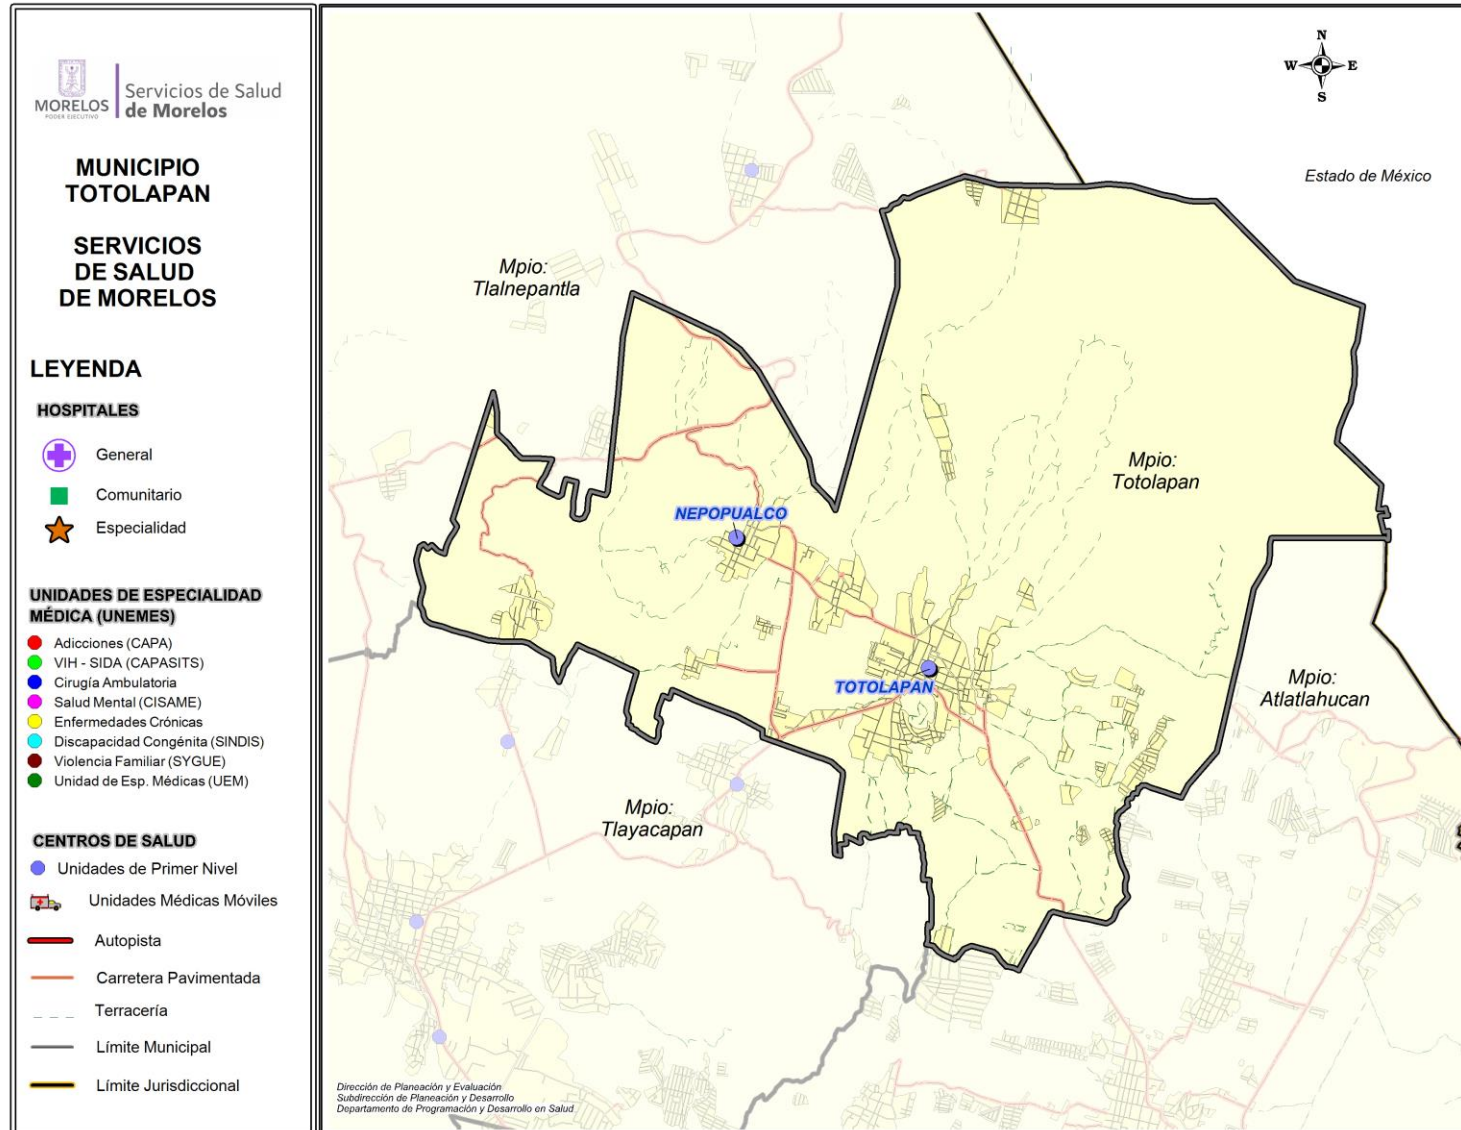 MORELOS
PODER EJECUTIVO
Servicios de Salud
de Morelos
MUNICIPIO
TOTOLAPAN
SERVICIOS
DE SALUD
DE MORELOS
LEYENDA
HOSPITALES
General
Comunitario
Especialidad
UNIDADES DE ESPECIALIDAD
MÉDICA (UNEMES)
Adicciones (CAPA)
VIH - SIDA (CAPASITS)
Cirugía Ambulatoria
Salud Mental (CISAME)
Enfermedades Crónicas
Discapacidad Congénita (SINDIS)
Violencia Familiar (SYGUE)
Unidad de Esp. Médicas (UEM)
CENTROS DE SALUD
Unidades de Primer Nivel
Unidades Médicas Móviles
Autopista
Carretera Pavimentada
Terracería
Límite Municipal
Límite Jurisdiccional
N
W E
S
Estado de México
Mpio:
Tlalnepantla
Mpio:
Totolapan
NEPOPUALCO
TOTOLAPAN
Mpio:
Atlatlahucan
Mpio:
Tlayacapan
Dirección de Planeación y Evaluación
Subdirección de Planeación y Desarrollo
Departamento de Programación y Desarrollo en Salud